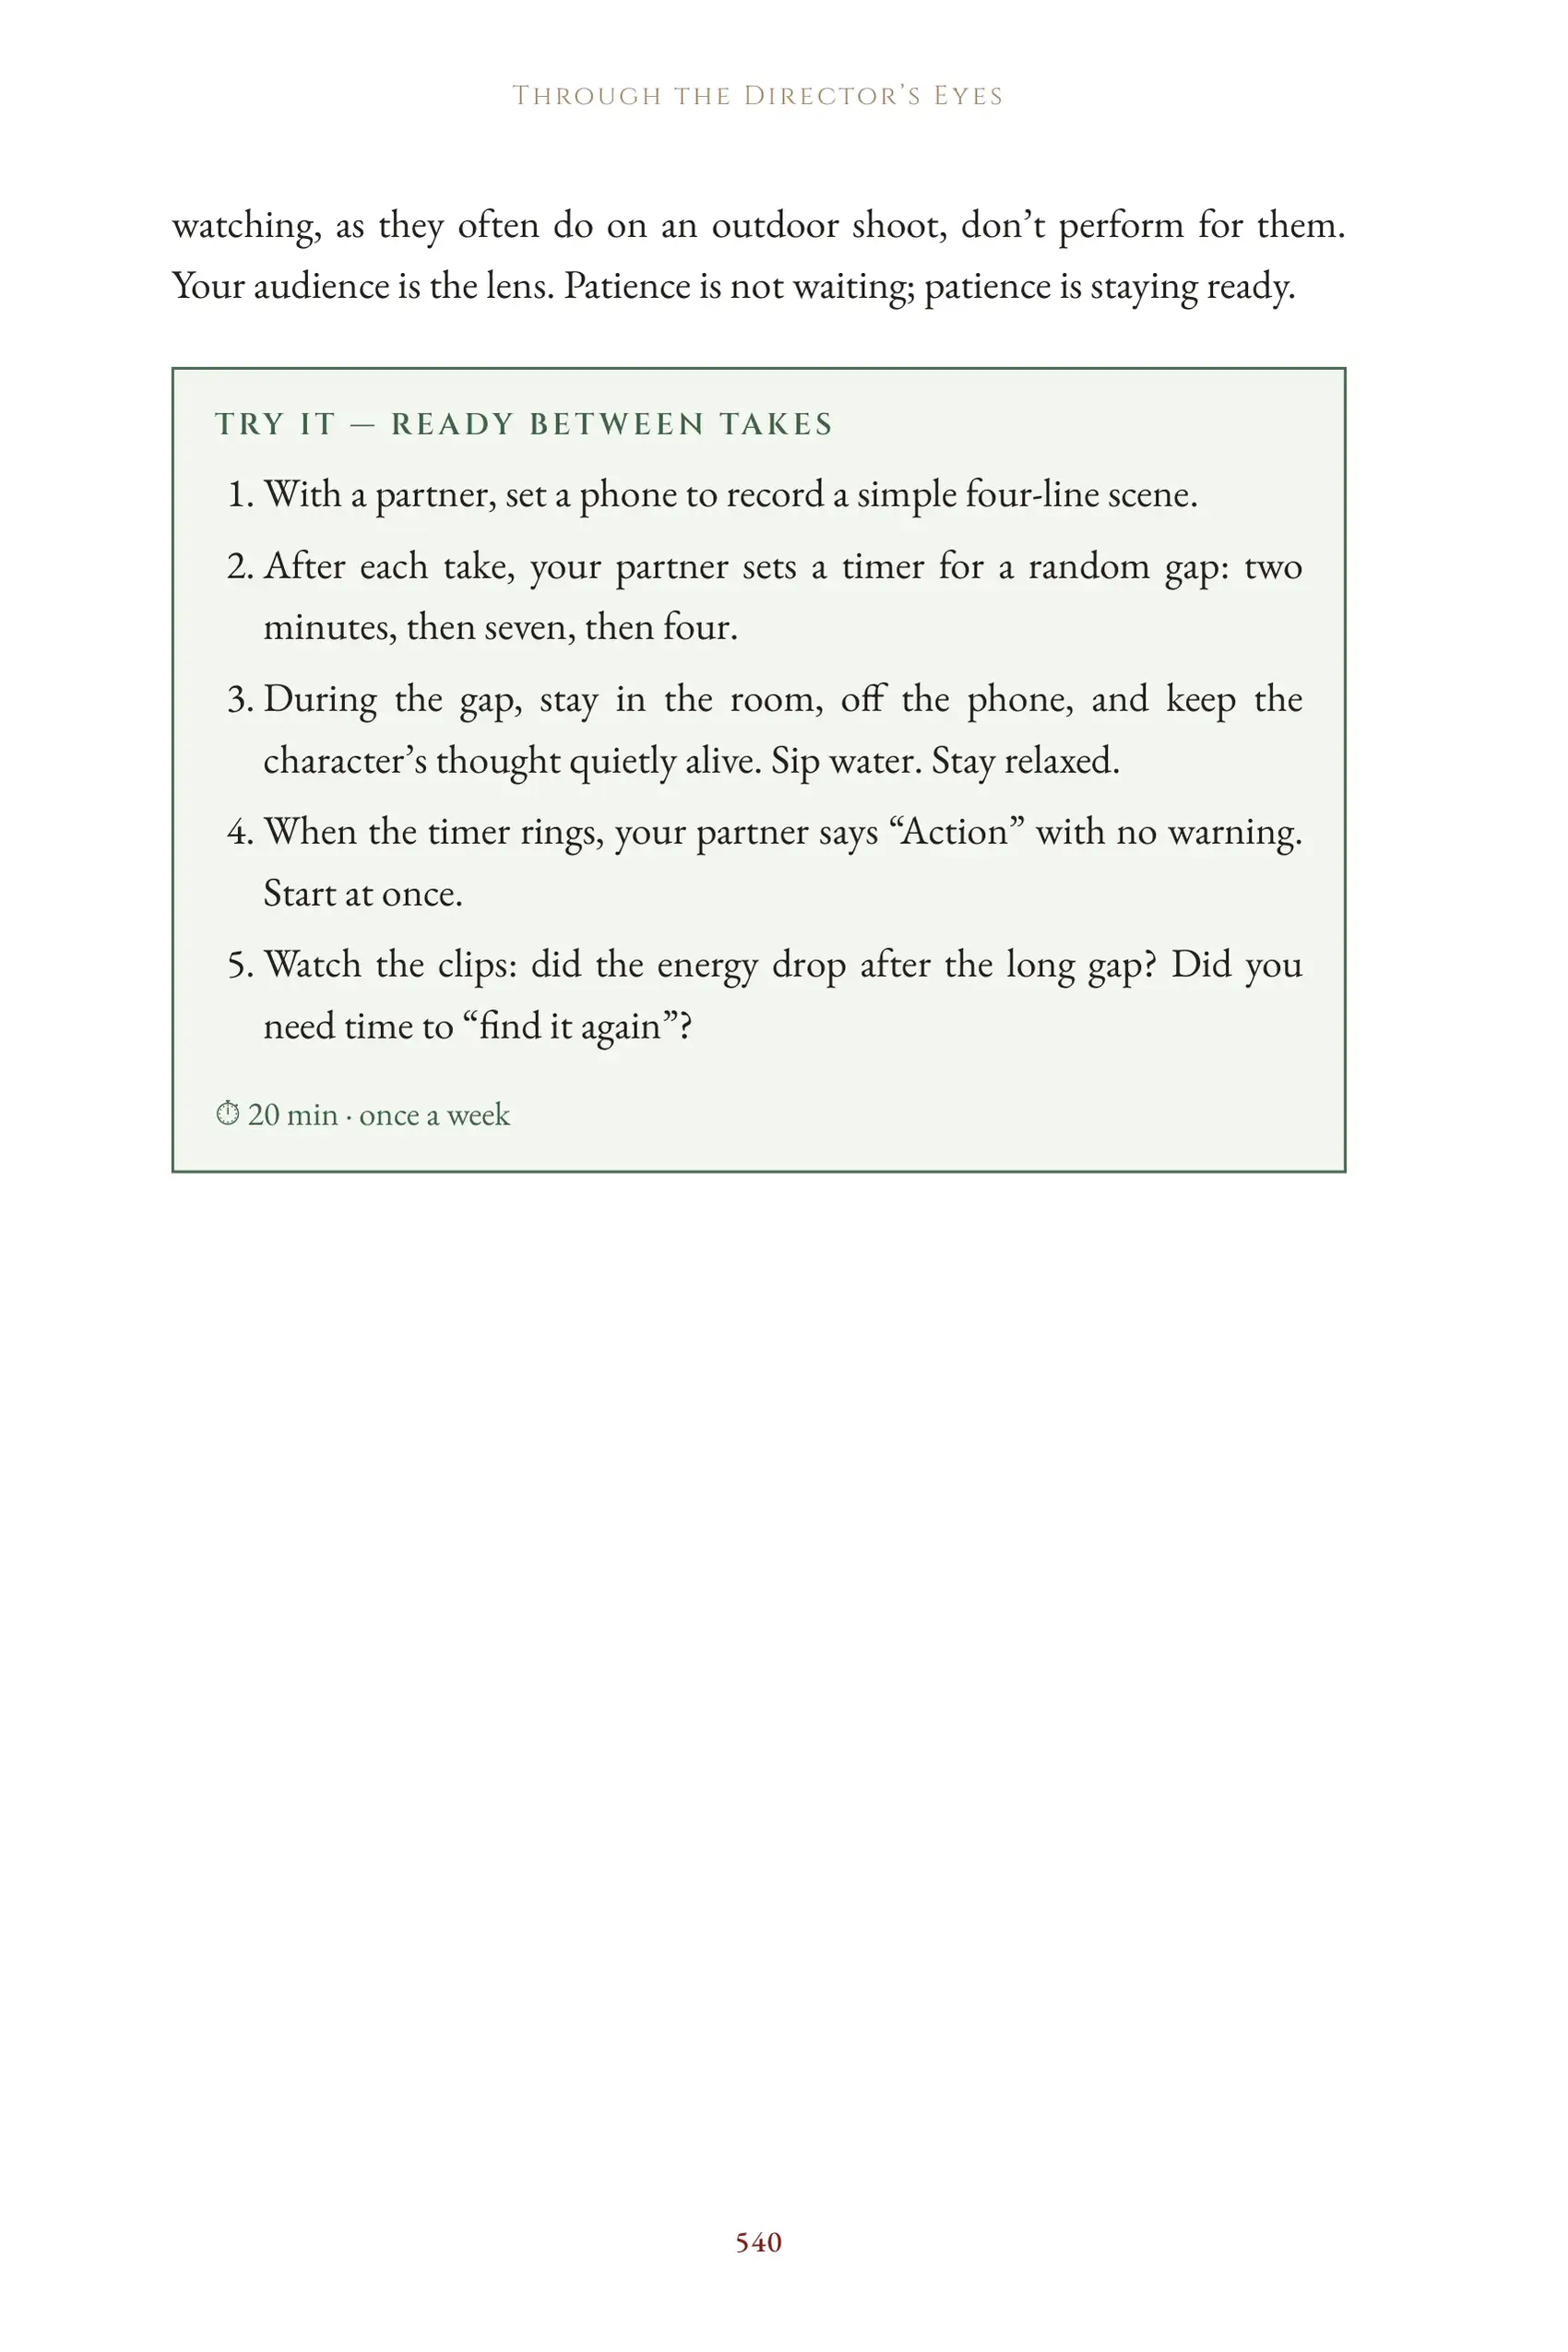 Through the Director’s Eyes
watching, as they often do on an outdoor shoot, don’t perform for them.
Your audience is the lens. Patience is not waiting; patience is staying ready.
TRY IT — READY BETWEEN TAKES
1. With a partner, set a phone to record a simple four-line scene.
2. After each take, your partner sets a timer for a random gap: two
minutes, then seven, then four.
3. During the gap, stay in the room, off the phone, and keep the
character’s thought quietly alive. Sip water. Stay relaxed.
4. When the timer rings, your partner says “Action” with no warning.
Start at once.
5. Watch the clips: did the energy drop after the long gap? Did you
need time to “find it again”?
⏱ 20 min · once a week
540